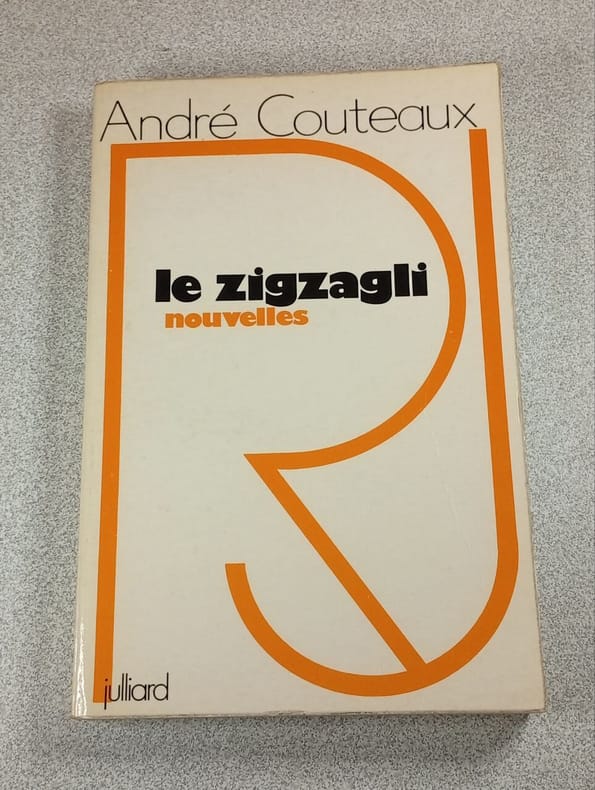 André Couteaux
le zigzagli
nouvelles
julliard